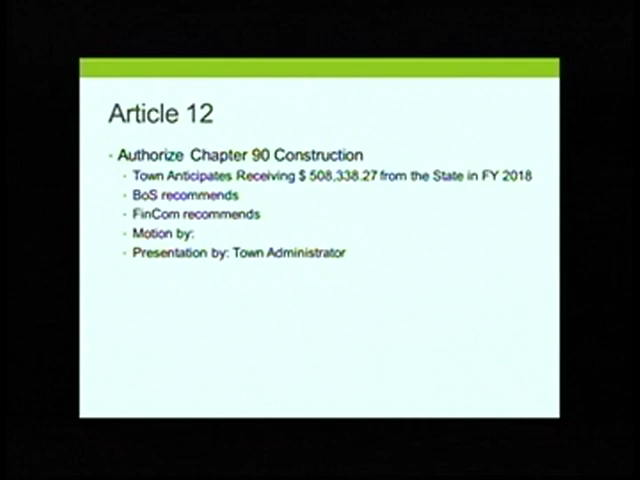 Article 12
Authorize Chapter 90 Construction
Town Anticipates Receiving $ 508,338.27 from the State in FY 2018
BoS recommends
FinCom recommends
Motion by:
Presentation by: Town Administrator